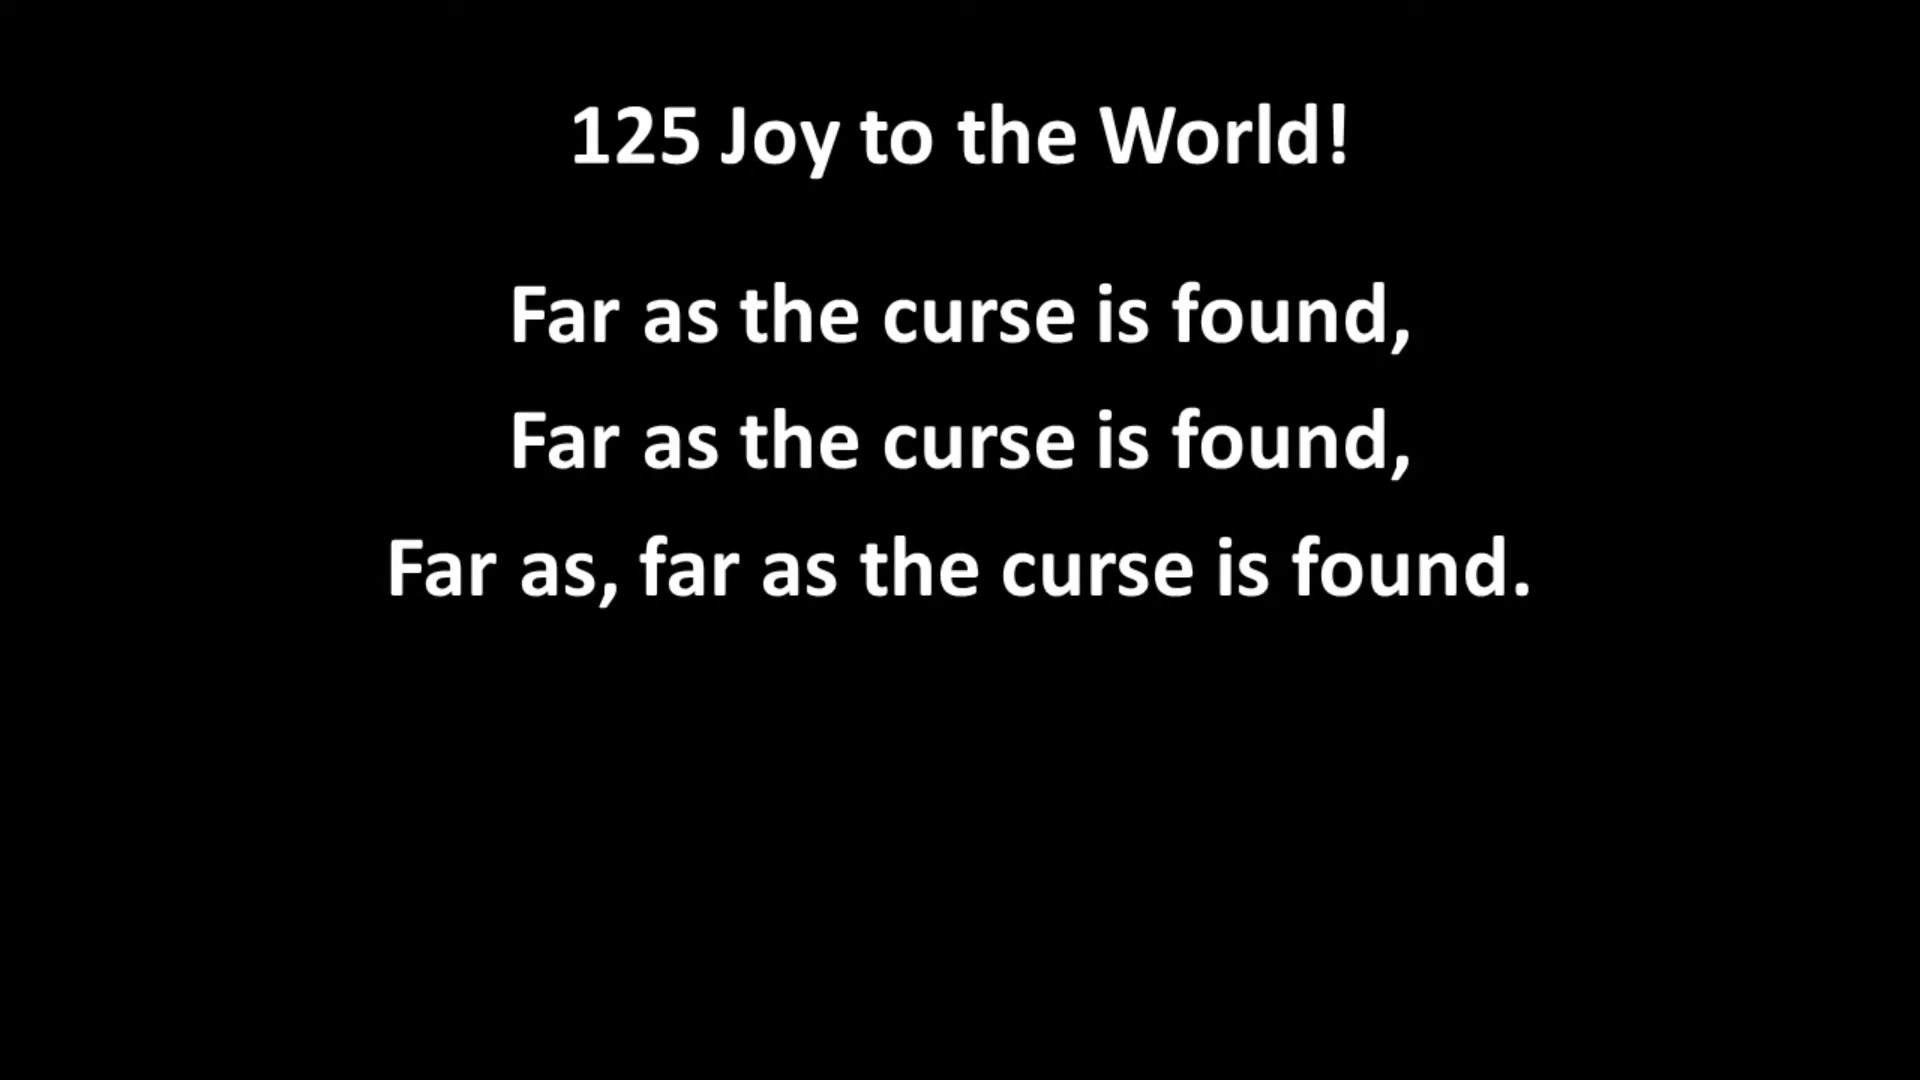 125 Joy to the World!
Far as the curse is found,
Far as the curse is found,
Far as, far as the curse is found.